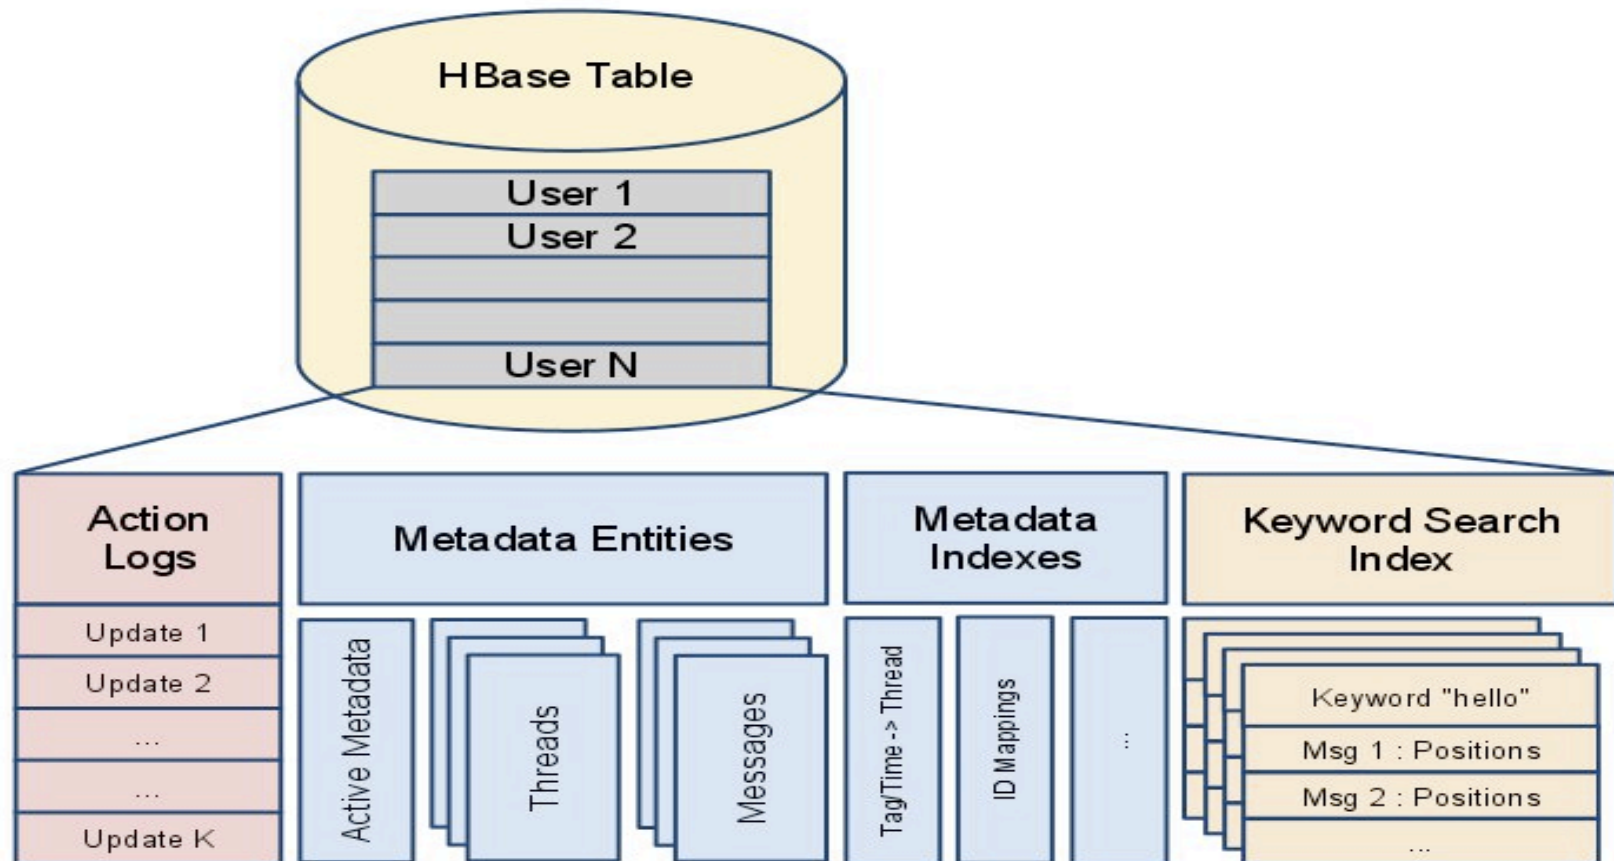 HBase Table
User 1
User 2
User N
Action
Logs
Metadata Entities
Metadata
Indexes
Keyword Search
Index
Update 1
Update 2
...
...
Update K
Active Metadata
Threads
Messages
Tag/Time -> Thread
ID Mappings
...
Keyword "hello"
Msg 1 : Positions
Msg 2 : Positions
...